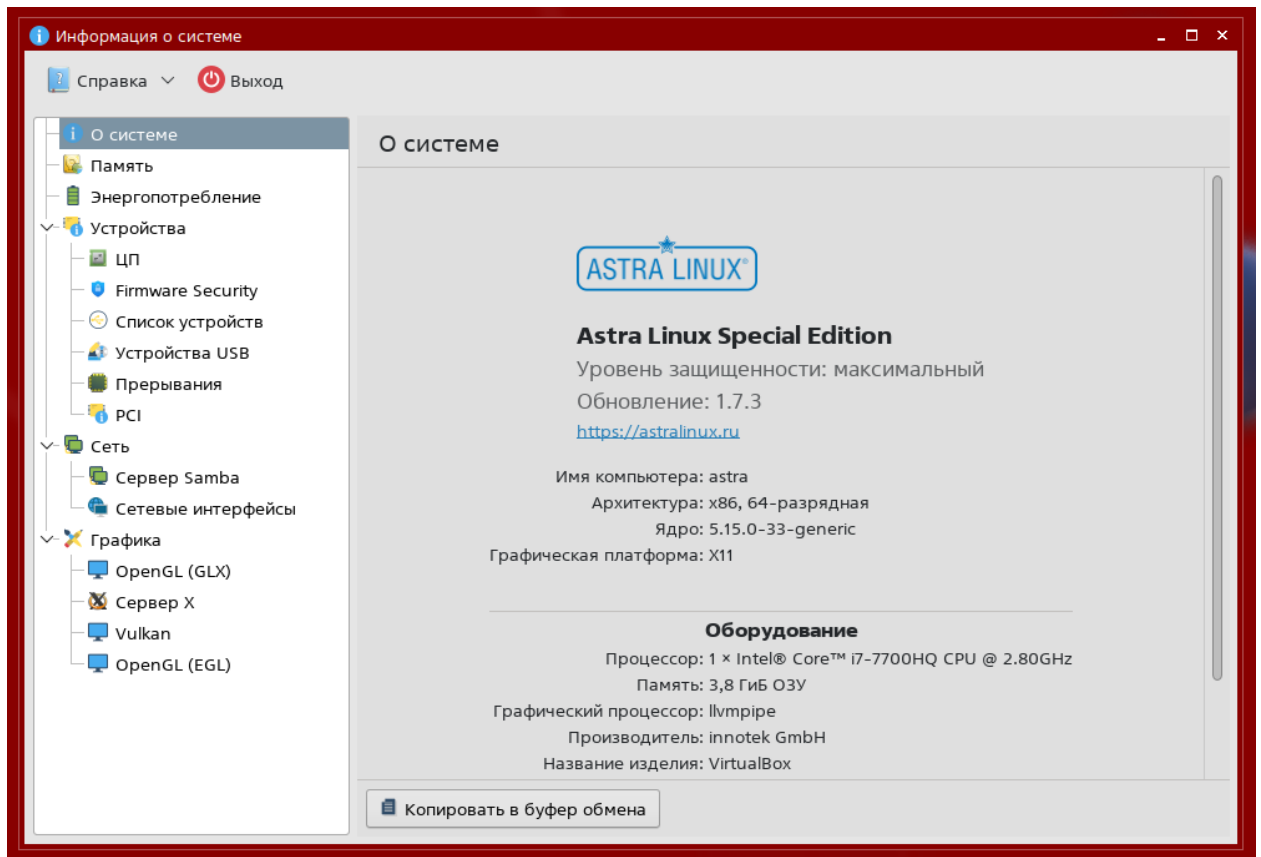 Информация о системе
Справка
Выход
О системе
Память
Энергопотребление
Устройства
ЦП
Firmware Security
Список устройств
Устройства USB
Прерывания
PCI
Сеть
Сервер Samba
Сетевые интерфейсы
Графика
OpenGL (GLX)
Сервер X
Vulkan
OpenGL (EGL)
О системе
ASTRA LINUX®
Astra Linux Special Edition
Уровень защищенности: максимальный
Обновление: 1.7.3
https://astralinux.ru
Имя компьютера: astra
Архитектура: x86, 64-разрядная
Ядро: 5.15.0-33-generic
Графическая платформа: X11
Оборудование
Процессор: 1 × Intel® Core™ i7-7700HQ CPU @ 2.80GHz
Память: 3,8 ГиБ ОЗУ
Графический процессор: llvmpipe
Производитель: innotek GmbH
Название изделия: VirtualBox
Копировать в буфер обмена